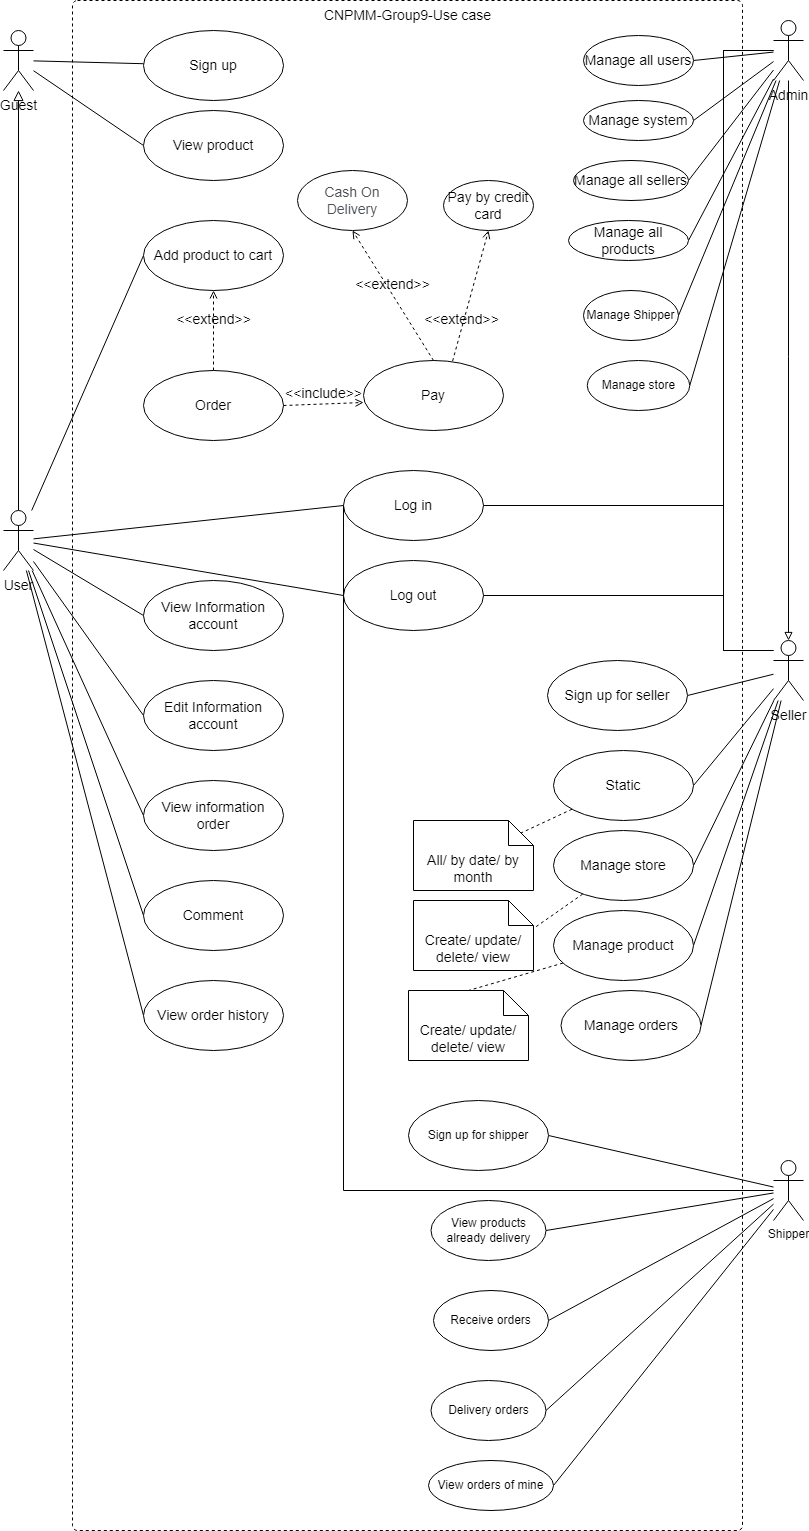 CNPMM-Group9-Use case
Guest
Sign up
View product
Add product to cart
<<extend>>
Order
<<include>>
Pay
<<extend>>
<<extend>>
Cash On
Delivery
Pay by credit
card
Manage all users
Manage system
Manage all sellers
Manage all
products
Manage Shipper
Manage store
Admin
Log in
Log out
User
View Information
account
Edit Information
account
View information
order
Comment
View order history
Seller
Sign up for seller
Static
All/ by date/ by
month
Manage store
Create/ update/
delete/ view
Manage product
Create/ update/
delete/ view
Manage orders
Sign up for shipper
Shipper
View products
already delivery
Receive orders
Delivery orders
View orders of mine